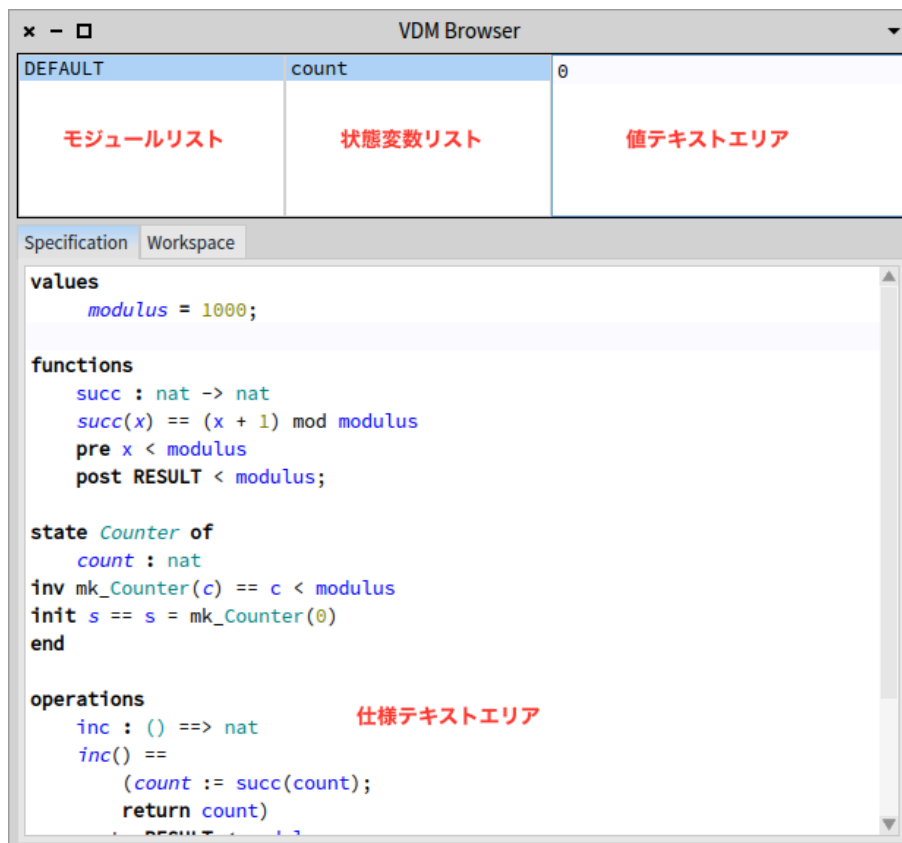 VDM Browser
DEFAULT
count
0
モジュールリスト
状態変数リスト
値テキストエリア
Specification
Workspace
values
modulus = 1000;
functions
succ : nat -> nat
succ(x) == (x + 1) mod modulus
pre x < modulus
post RESULT < modulus;
state Counter of
count : nat
inv mk_Counter(c) == c < modulus
init s == s = mk_Counter(0)
end
operations
仕様テキストエリア
inc : () ==> nat
inc() ==
(count := succ(count);
return count)